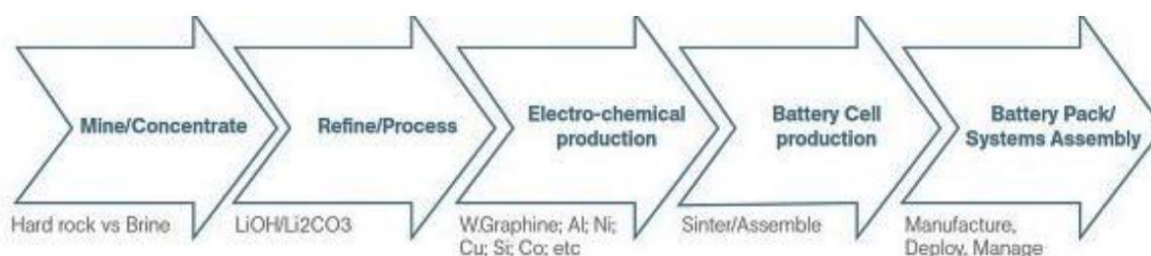 Mine/Concentrate
Refine/Process
Electro-chemical
production
Battery Cell
production
Battery Pack/
Systems Assembly
Hard rock vs Brine
LiOH/Li2CO3
W.Graphine; Al; Ni;
Cu; Si; Co; etc
Sinter/Assemble
Manufacture,
Deploy, Manage